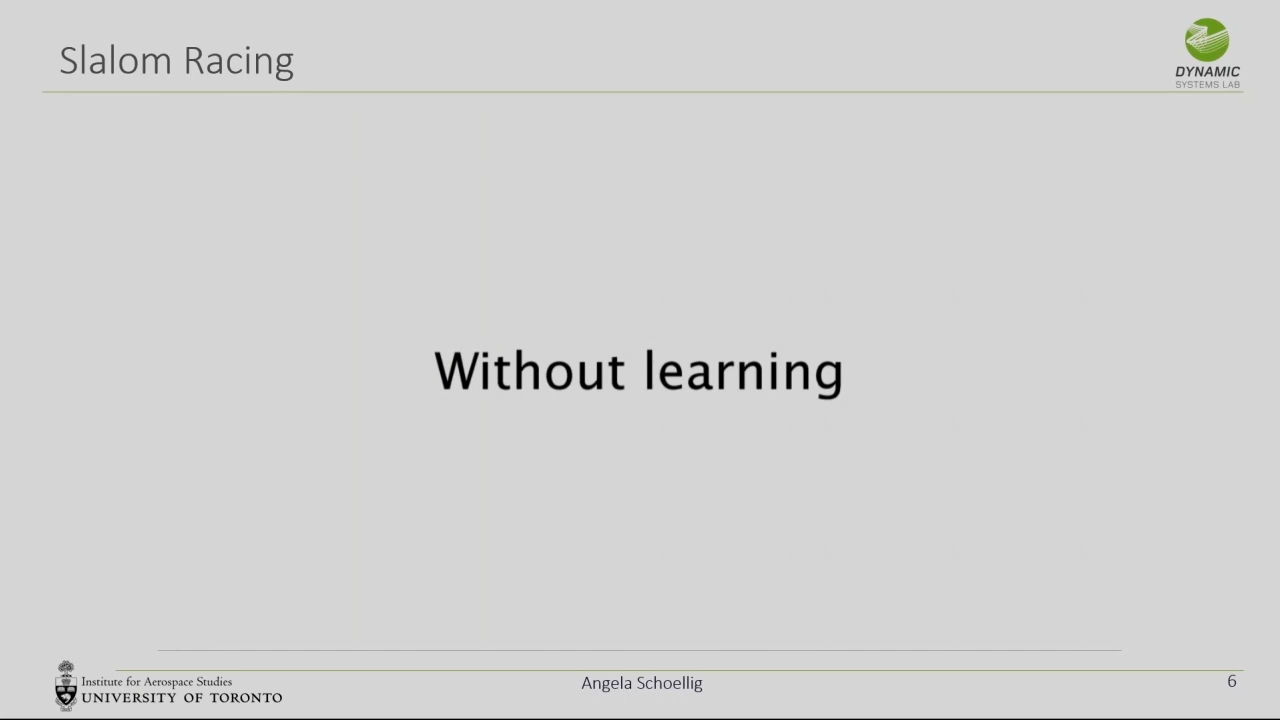 Slalom Racing
DYNAMIC
SYSTEMS LAB
Without learning
Institute for Aerospace Studies
UNIVERSITY OF TORONTO
Angela Schoellig
6